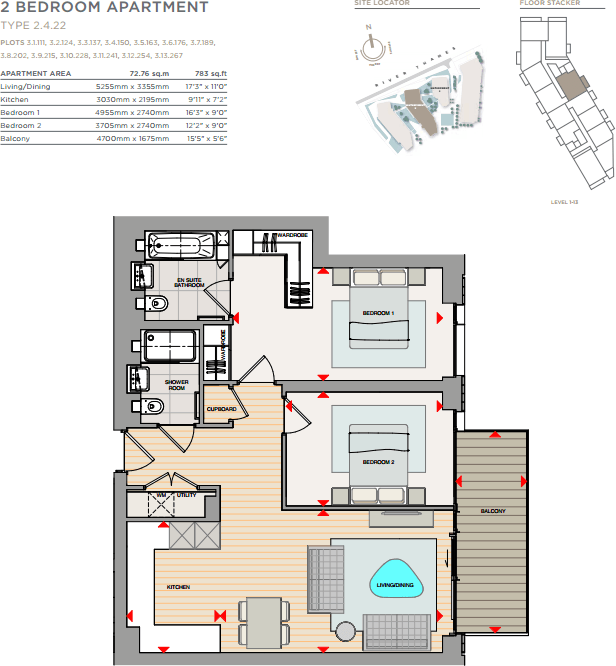 2 BEDROOM APARTMENT
TYPE 2.4.22
PLOTS 3.1.111, 3.2.124, 3.3.137, 3.4.150, 3.5.163, 3.6.176, 3.7.189,
3.8.202, 3.9.215, 3.10.228, 3.11.241, 3.12.254, 3.13.267
APARTMENT AREA 72.76 sq.m 783 sq.ft
Living/Dining 5255mm x 3355mm 17'3" x 11'0"
Kitchen 3030mm x 2195mm 9'11" x 7'2"
Bedroom 1 4955mm x 2740mm 16'3" x 9'0"
Bedroom 2 3705mm x 2740mm 12'2" x 9'0"
Balcony 4700mm x 1675mm 15'5" x 5'6"
SITE LOCATOR
N
RIVER THAMES
FLOOR STACKER
LEVEL 1-13
WARDROBE
EN SUITE
BATHROOM
BEDROOM 1
WARDROBE
SHOWER
ROOM
CUPBOARD
BEDROOM 2
WM UTILITY
BALCONY
KITCHEN
LIVING/DINING